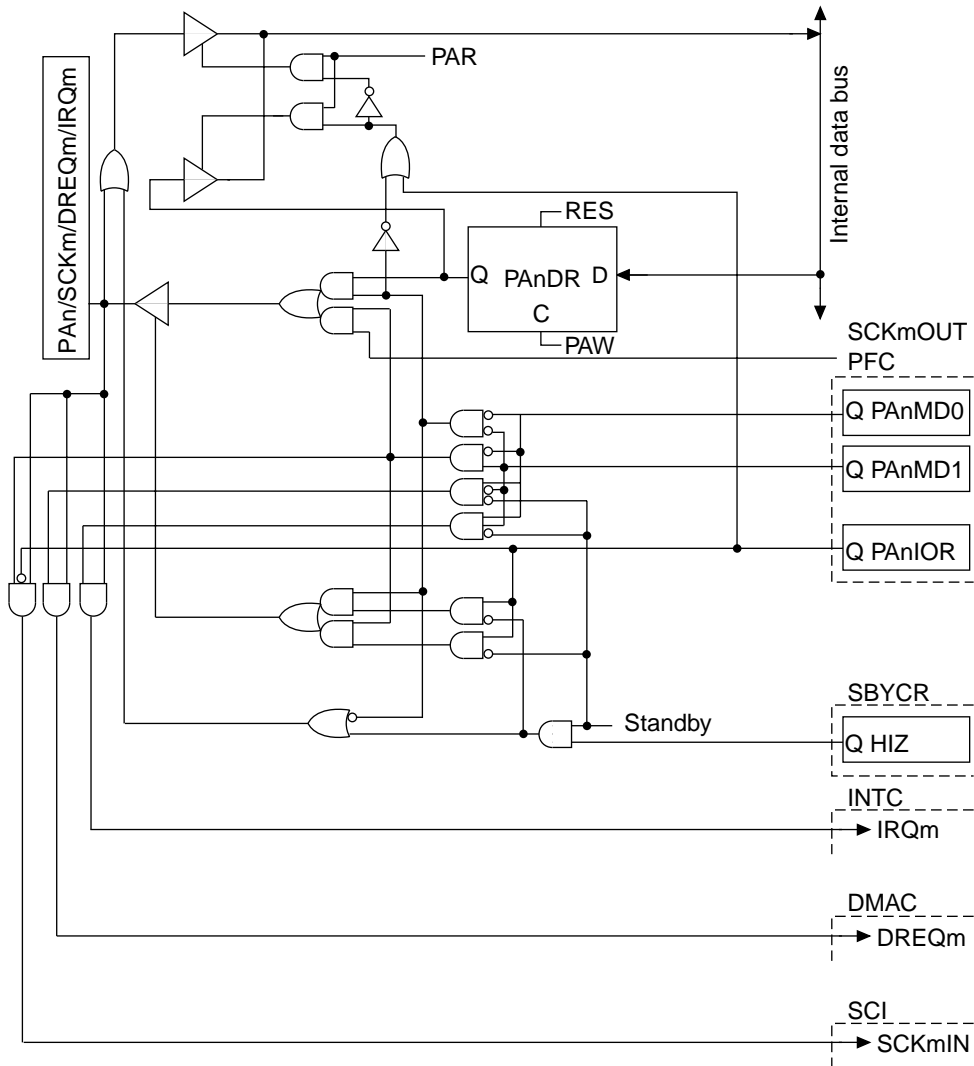 PAR
PAn/SCKm/DREQm/IRQm
Internal data bus
RES
Q PAnDR D
C
PAW
SCKmOUT
PFC
Q PAnMD0
Q PAnMD1
Q PAnIOR
SBYCR
Standby
Q HIZ
INTC
IRQm
DMAC
DREQm
SCI
SCKmIN